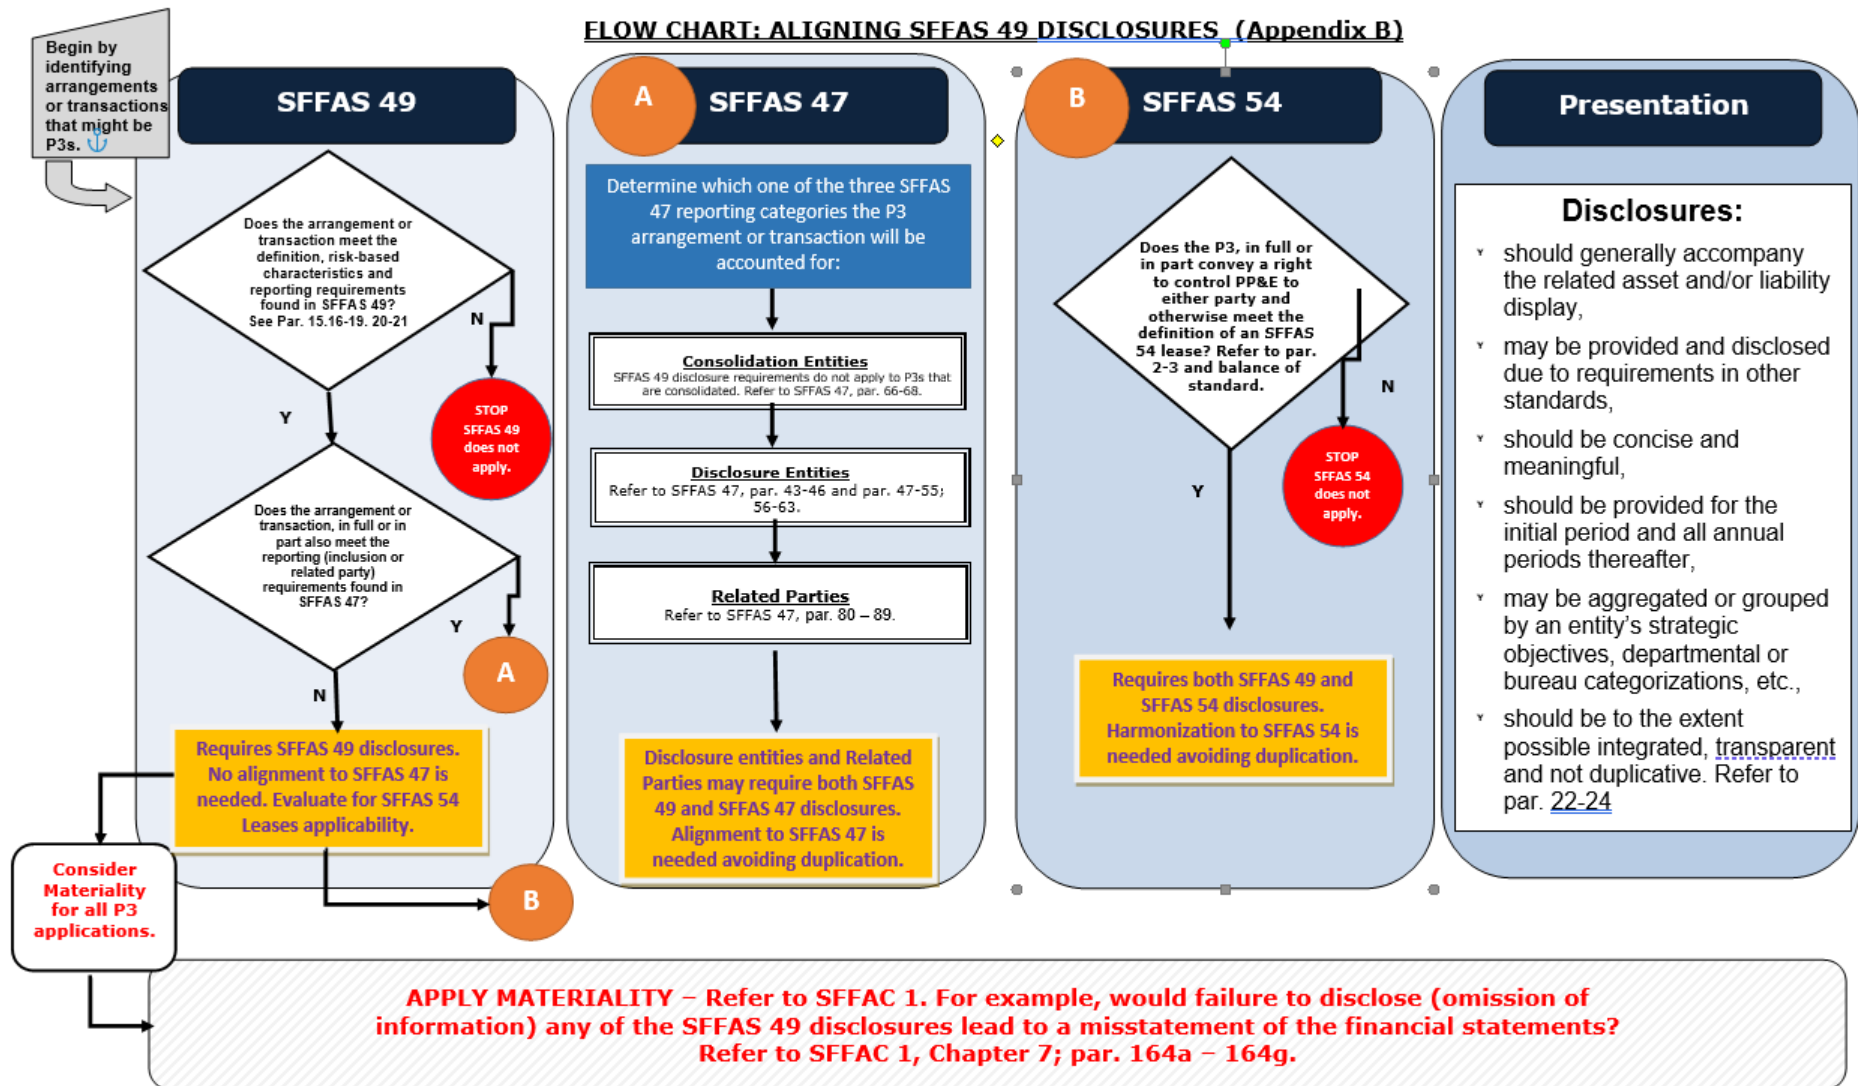 FLOW CHART: ALIGNING SFFAS 49 DISCLOSURES (Appendix B)
Begin by
identifying
arrangements
or transactions
that might be
P3s.
SFFAS 49
Does the arrangement or
transaction meet the
definition, risk-based
characteristics and
reporting requirements
found in SFFAS 49?
See Par. 15.16-19. 20-21
N
STOP
SFFAS 49
does not
apply.
Y
Does the arrangement or
transaction, in full or in
part also meet the
reporting (inclusion or
related party)
requirements found in
SFFAS 47?
Y
A
N
Requires SFFAS 49 disclosures.
No alignment to SFFAS 47 is
needed. Evaluate for SFFAS 54
Leases applicability.
B
Consider
Materiality
for all P3
applications.
A
SFFAS 47
Determine which one of the three SFFAS
47 reporting categories the P3
arrangement or transaction will be
accounted for:
Consolidation Entities
SFFAS 49 disclosure requirements do not apply to P3s that
are consolidated. Refer to SFFAS 47, par. 66-68.
Disclosure Entities
Refer to SFFAS 47, par. 43-46 and par. 47-55;
56-63.
Related Parties
Refer to SFFAS 47, par. 80 – 89.
Disclosure entities and Related
Parties may require both SFFAS
49 and SFFAS 47 disclosures.
Alignment to SFFAS 47 is
needed avoiding duplication.
B
SFFAS 54
Does the P3, in full or
in part convey a right
to control PP&E to
either party and
otherwise meet the
definition of an SFFAS
54 lease? Refer to par.
2-3 and balance of
standard.
N
STOP
SFFAS 54
does not
apply.
Y
Requires both SFFAS 49 and
SFFAS 54 disclosures.
Harmonization to SFFAS 54 is
needed avoiding duplication.
Presentation
Disclosures:
should generally accompany
the related asset and/or liability
display,
may be provided and disclosed
due to requirements in other
standards,
should be concise and
meaningful,
should be provided for the
initial period and all annual
periods thereafter,
may be aggregated or grouped
by an entity's strategic
objectives, departmental or
bureau categorizations, etc.,
should be to the extent
possible integrated, transparent
and not duplicative. Refer to
par. 22-24
APPLY MATERIALITY – Refer to SFFAC 1. For example, would failure to disclose (omission of
information) any of the SFFAS 49 disclosures lead to a misstatement of the financial statements?
Refer to SFFAC 1, Chapter 7; par. 164a – 164g.